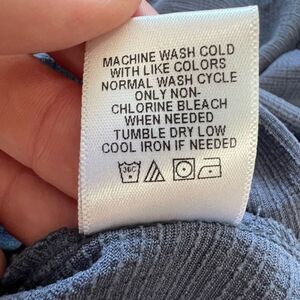 MACHINE WASH COLD
WITH LIKE COLORS
NORMAL WASH CYCLE
ONLY NON-
CHLORINE BLEACH
WHEN NEEDED
TUMBLE DRY LOW
COOL IRON IF NEEDED
30C